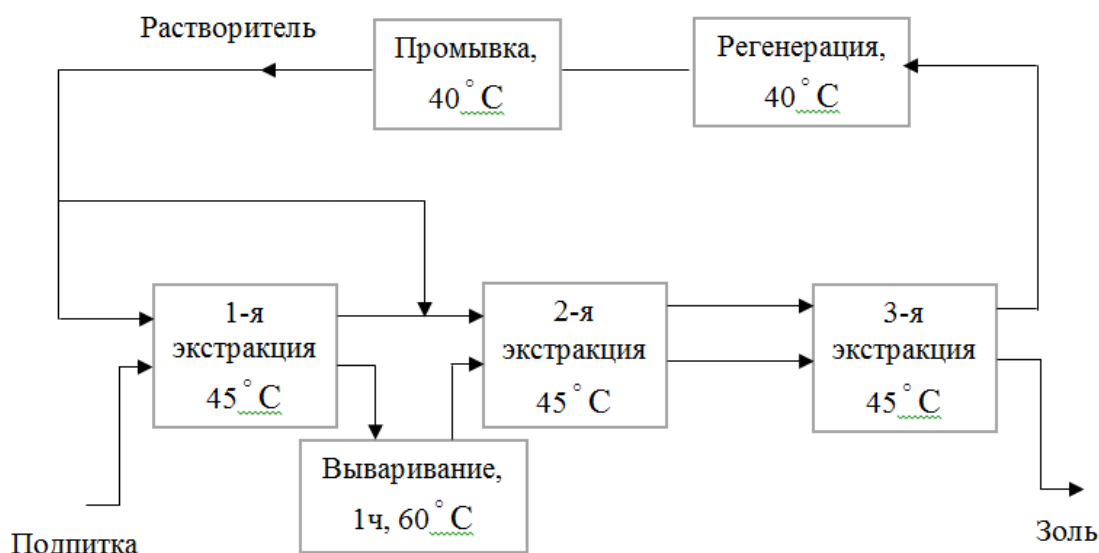 Растворитель
Промывка,
40°С
Регенерация,
40°С
1-я
экстракция
45°С
2-я
экстракция
45°С
3-я
экстракция
45°С
Вываривание,
1ч, 60°С
Подпитка
Золь